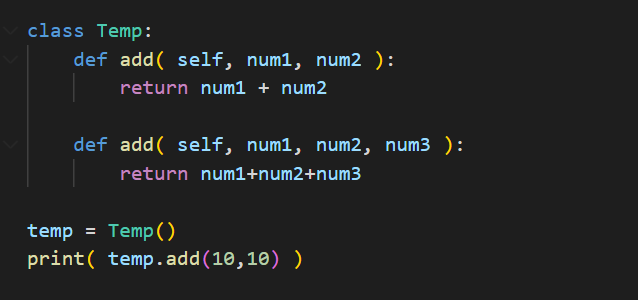 class Temp:
    def add( self, num1, num2 ):
        return num1 + num2

    def add( self, num1, num2, num3 ):
        return num1+num2+num3

temp = Temp()
print( temp.add(10,10) )